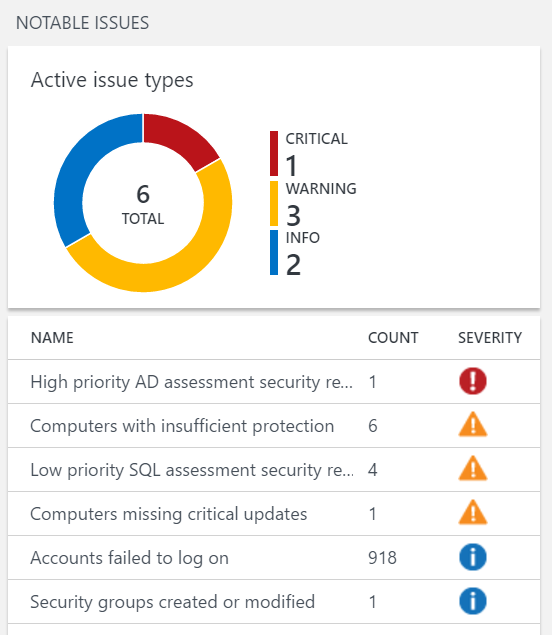 NOTABLE ISSUES
Active issue types
6
TOTAL
CRITICAL
1
WARNING
3
INFO
2
NAME COUNT SEVERITY
High priority AD assessment security re... 1
Computers with insufficient protection 6
Low priority SQL assessment security re... 4
Computers missing critical updates 1
Accounts failed to log on 918
Security groups created or modified 1